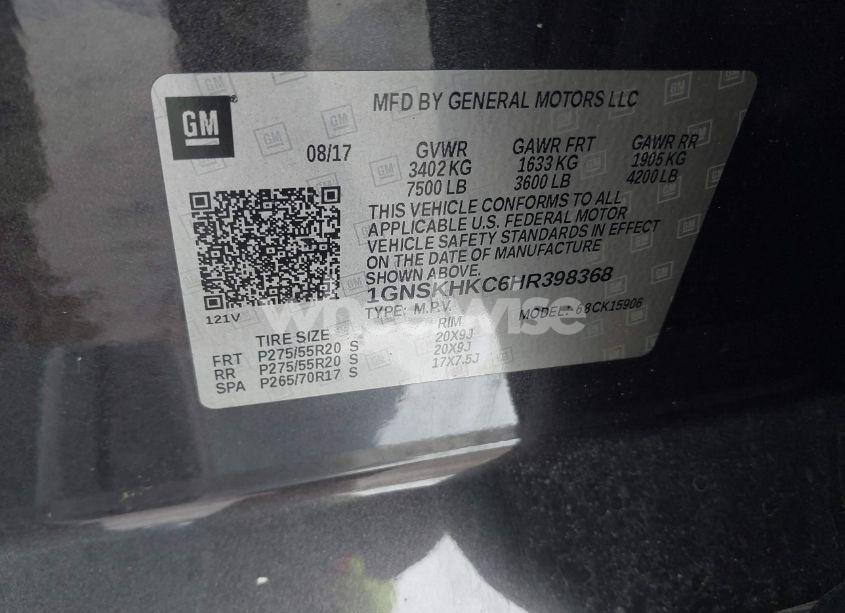 GM
MFD BY GENERAL MOTORS LLC
08/17
GVWR
3402 KG
7500 LB
GAWR FRT
1633 KG
3600 LB
GAWR RR
1905 KG
4200 LB
THIS VEHICLE CONFORMS TO ALL
APPLICABLE U.S. FEDERAL MOTOR
VEHICLE SAFETY STANDARDS IN EFFECT
ON THE DATE OF MANUFACTURE
SHOWN ABOVE.
1GNSKHKC6HR398368
TYPE: M.P.V. MODEL: CK15906
121V
TIRE SIZE RIM
FRT P275/55R20 S 20X9J
RR P275/55R20 S 20X9J
SPA P265/70R17 S 17X7.5J